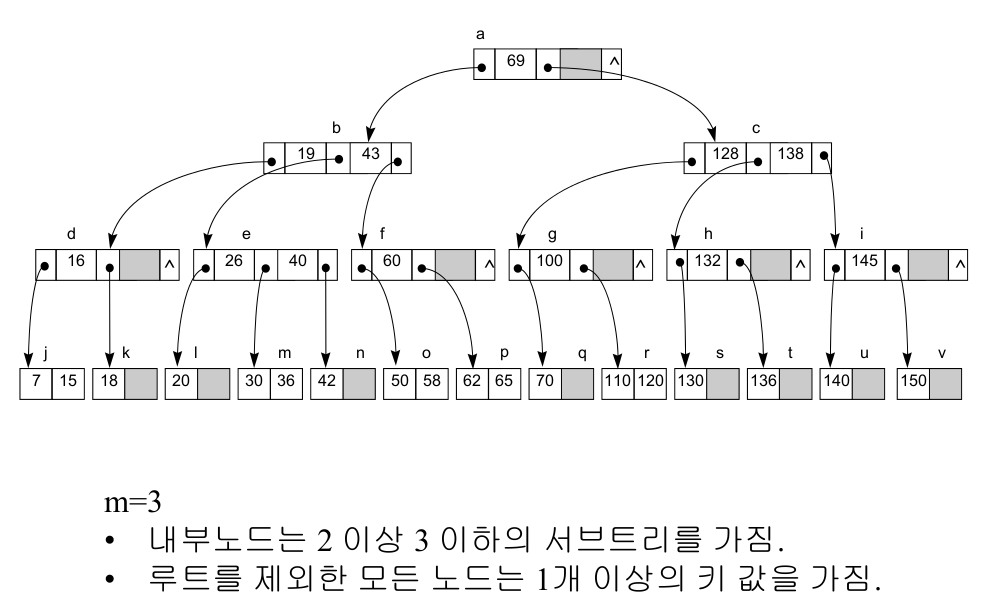 a
69 ^
b c
19 43 128 138
d e f g h i
16 ^ 26 40 60 ^ 100 ^ 132 ^ 145 ^
j k l m n o p q r s t u v
7 15 18 20 30 36 42 50 58 62 65 70 110 120 130 136 140 150
m=3
• 내부노드는 2 이상 3 이하의 서브트리를 가짐.
• 루트를 제외한 모든 노드는 1개 이상의 키 값을 가짐.